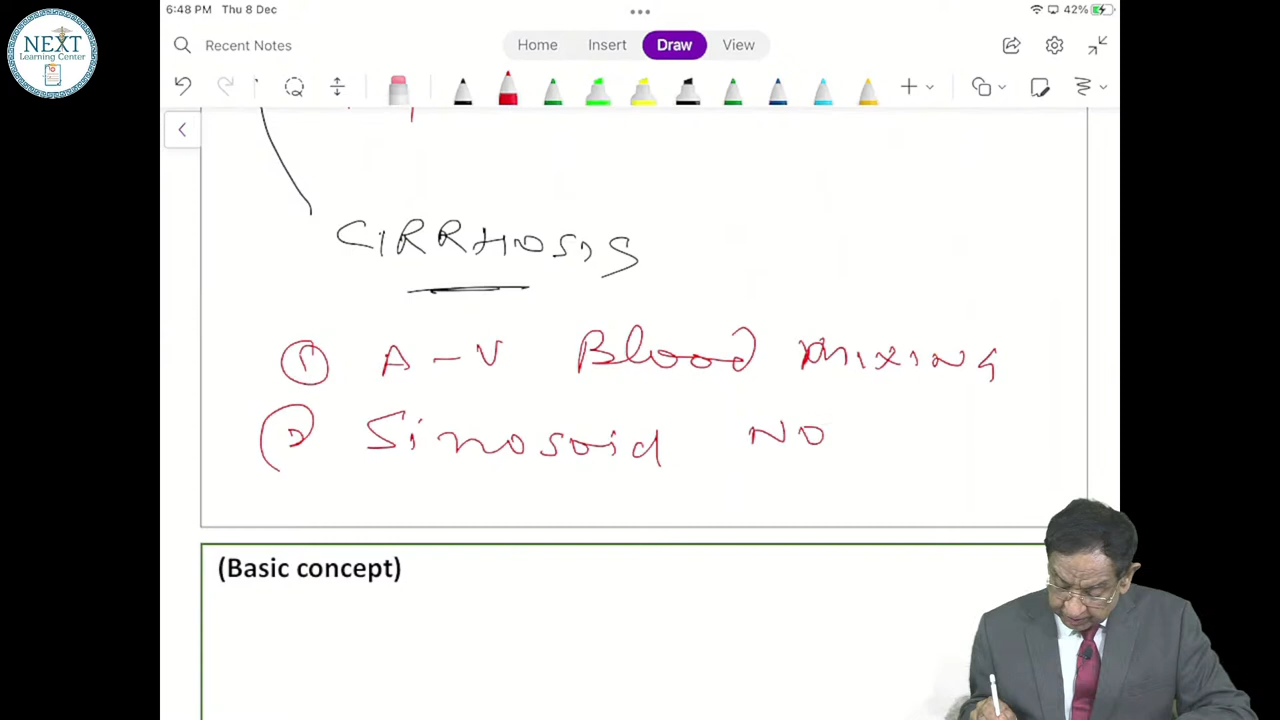 6:48 PM Thu 8 Dec
42%
NEXT
Learning Center
Recent Notes
Home Insert Draw View
CIRRHOSIS
① A-V Blood MIXING
② Sinosoid NO
(Basic concept)